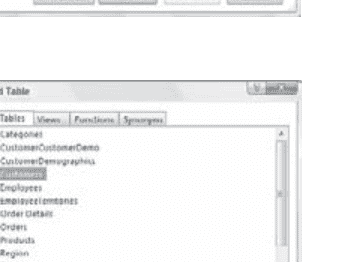 d Table
Tables Views Functions Synonyms
Categories
CustomerCustomerDemo
CustomerDemographics
Customers
Employees
EmployeeTerritories
Order Details
Orders
Products
Region